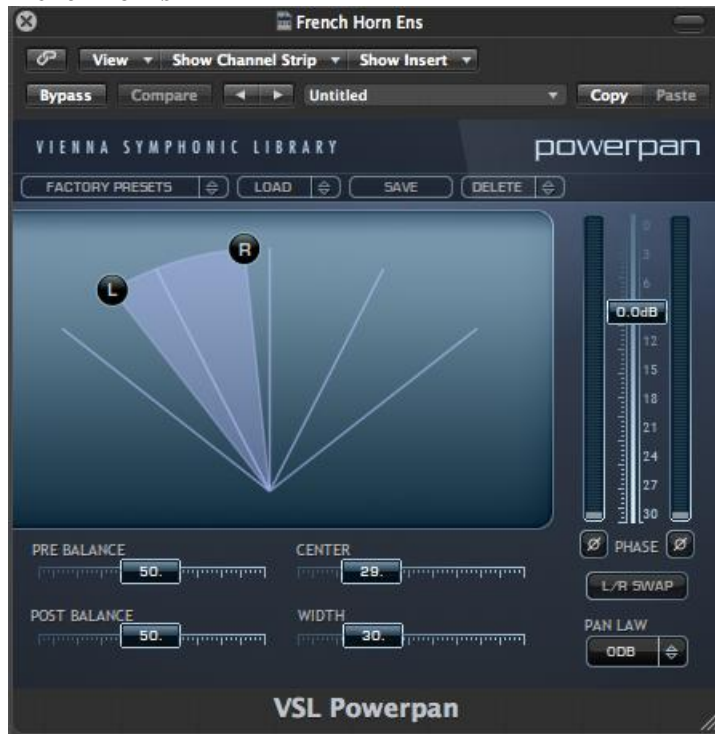 French Horn Ens
View Show Channel Strip Show Insert
Bypass Compare Untitled Copy Paste
VIENNA SYMPHONIC LIBRARY powerpan
FACTORY PRESETS LOAD SAVE DELETE
L R
0
3
6
0.0dB
12
15
18
21
24
27
30
Ø PHASE Ø
PRE BALANCE CENTER
50. 29.
L/R SWAP
POST BALANCE WIDTH
50. 30.
PAN LAW
0DB
VSL Powerpan